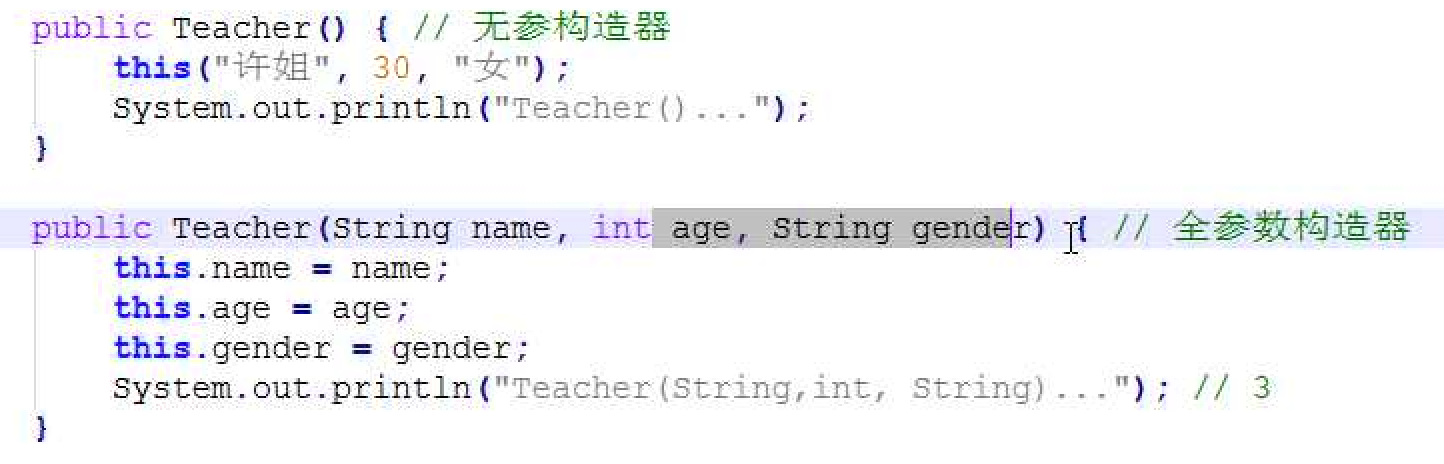 public Teacher() { // 无参构造器
this("许姐", 30, "女");
System.out.println("Teacher()...");
}
public Teacher(String name, int age, String gender) { // 全参数构造器
this.name = name;
this.age = age;
this.gender = gender;
System.out.println("Teacher(String,int, String)..."); // 3
}